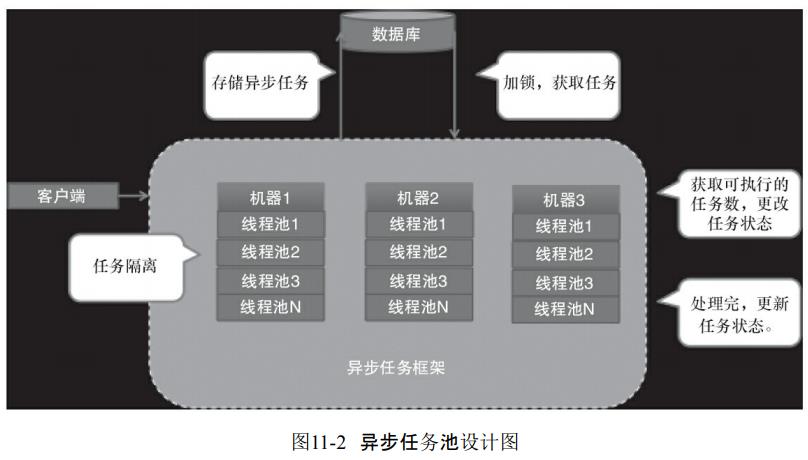 数据库
存储异步任务
加锁，获取任务
客户端
机器1
线程池1
线程池2
线程池3
线程池N
机器2
线程池1
线程池2
线程池3
线程池N
机器3
线程池1
线程池2
线程池3
线程池N
任务隔离
获取可执行的
任务数，更改
任务状态
处理完，更新
任务状态。
异步任务框架
图11-2 异步任务池设计图